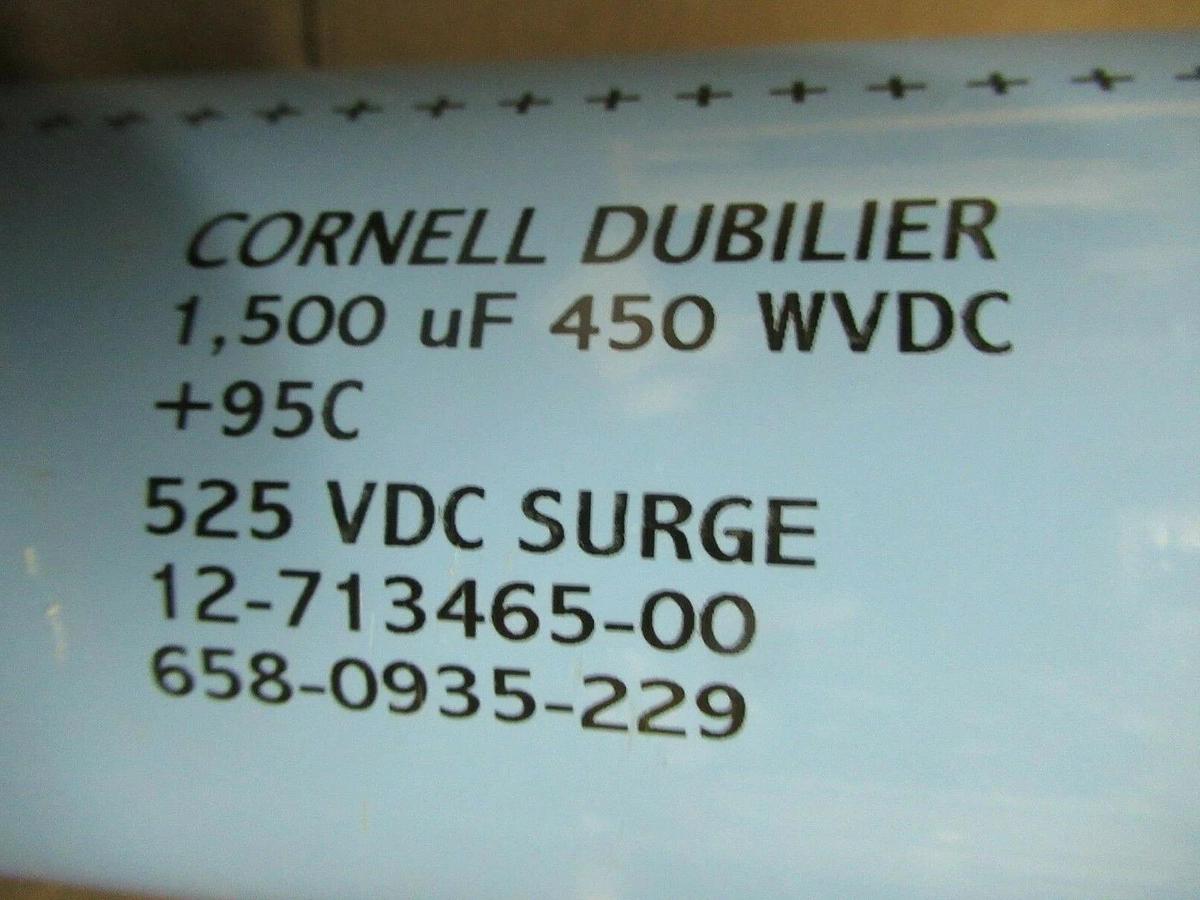 + + + + + + + + + + + + + +
CORNELL DUBILIER
1,500 uF 450 WVDC
+95C
525 VDC SURGE
12-713465-00
658-0935-229